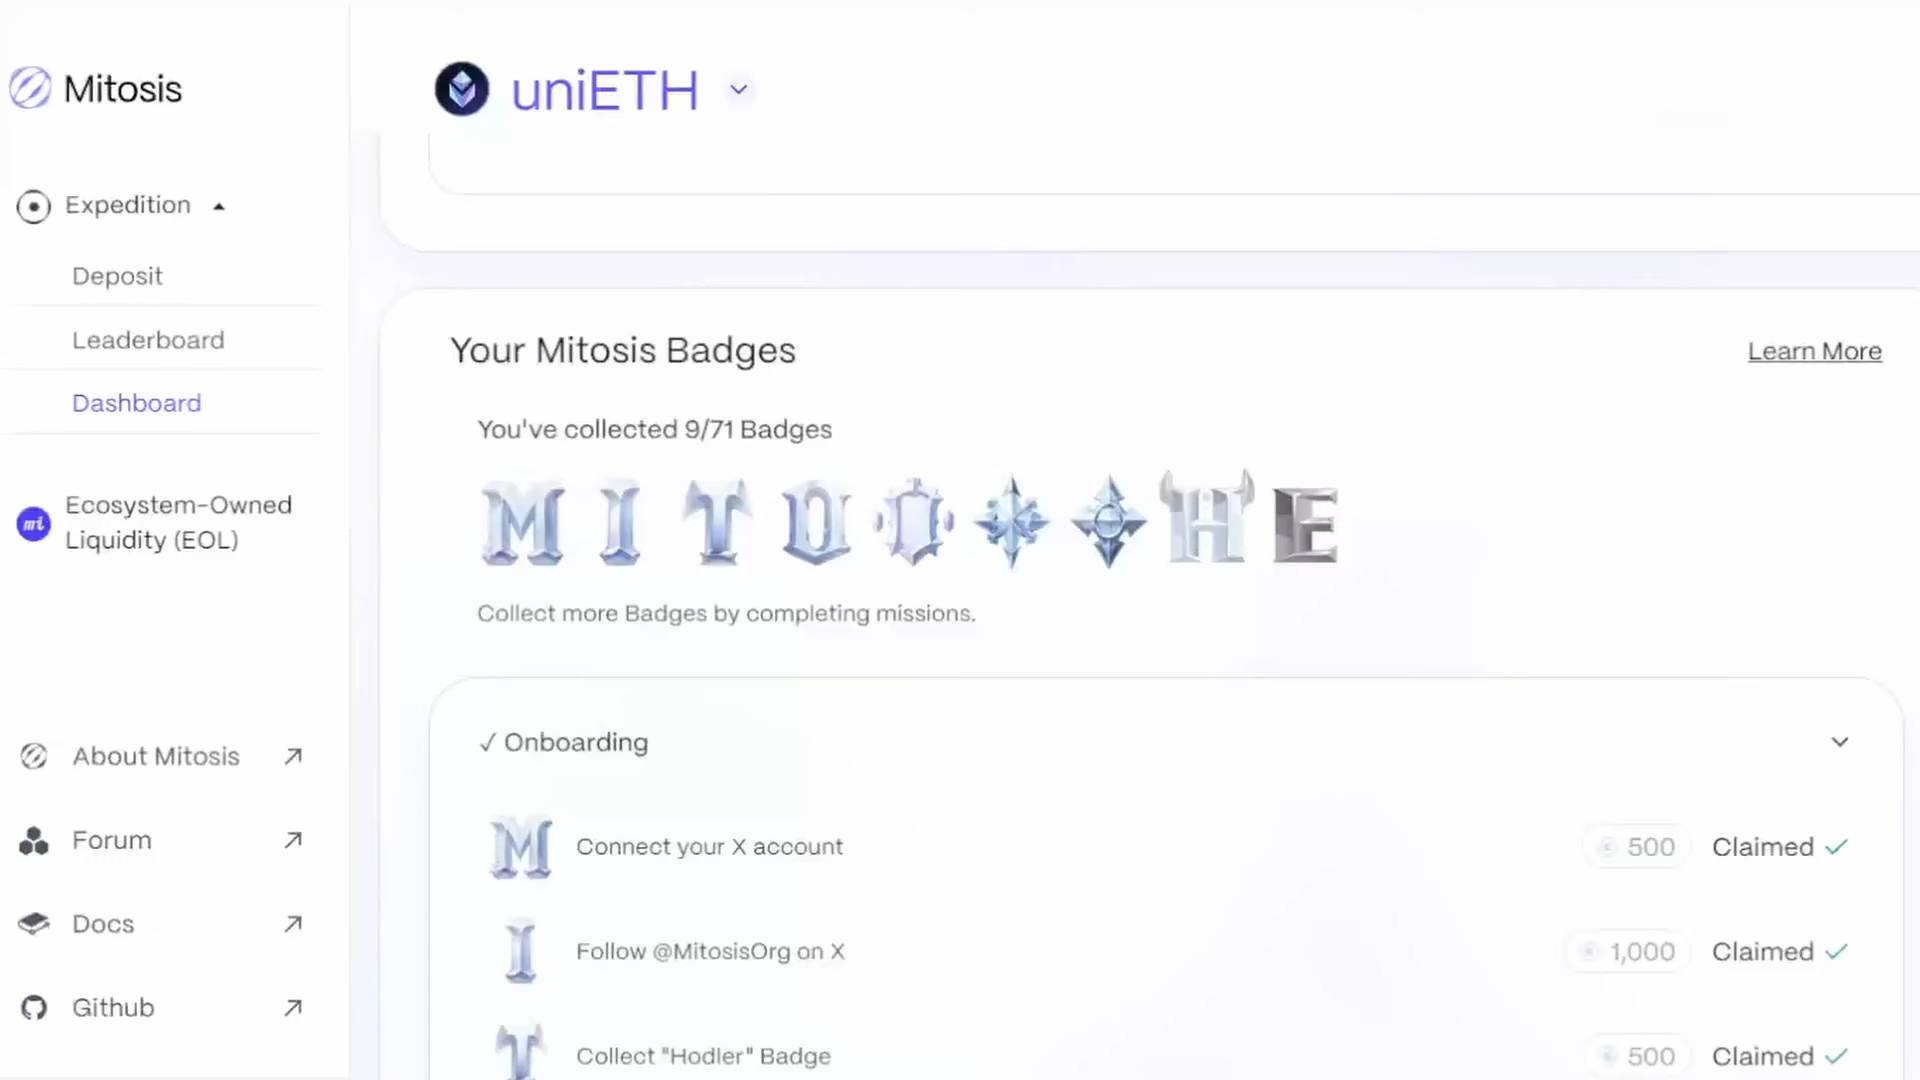 Mitosis
Expedition
Deposit
Leaderboard
Dashboard
mi
Ecosystem-Owned
Liquidity (EOL)
About Mitosis
Forum
Docs
Github
uniETH
Your Mitosis Badges
Learn More
You've collected 9/71 Badges
M I T O H E
Collect more Badges by completing missions.
✓ Onboarding
M Connect your X account 500 Claimed ✓
I Follow @MitosisOrg on X 1,000 Claimed ✓
T Collect "Hodler" Badge 500 Claimed ✓